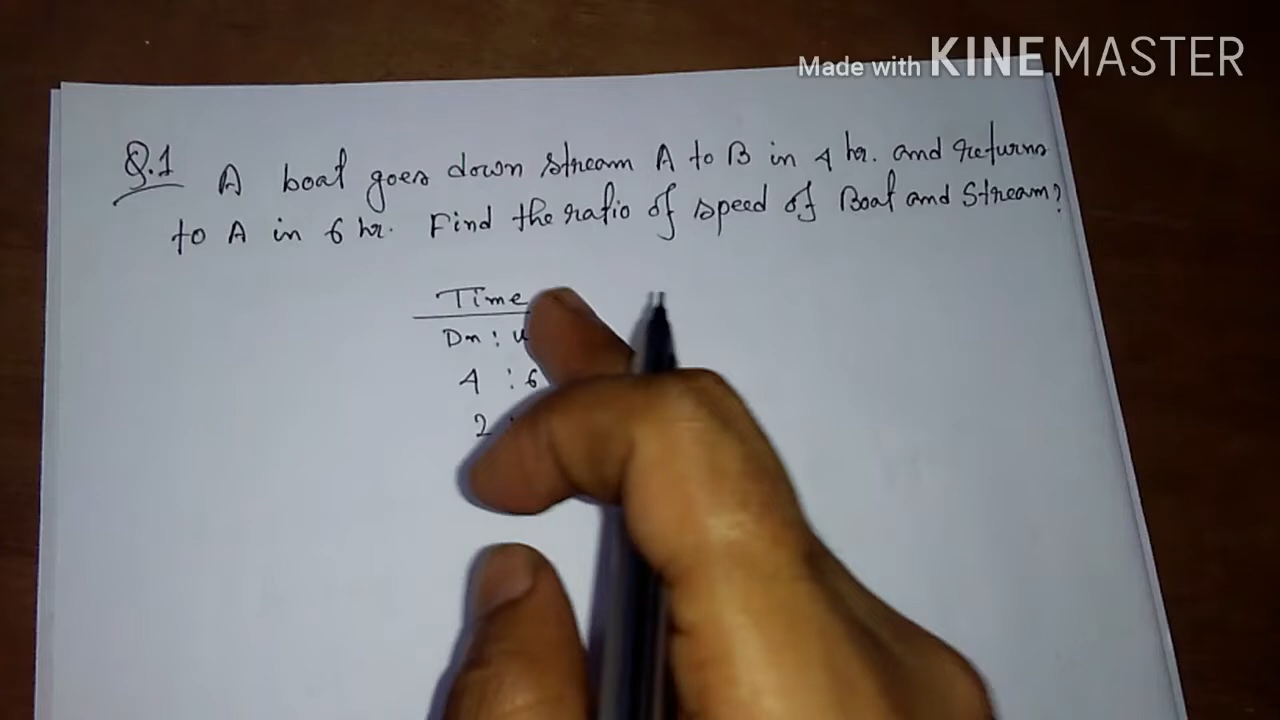 Made with KINEMASTER
Q.1 A boat goes down stream A to B in 4 hr. and returns
to A in 6 hr. Find the ratio of speed of Boat and Stream?
Time
Dn : u
4 : 6
2 :